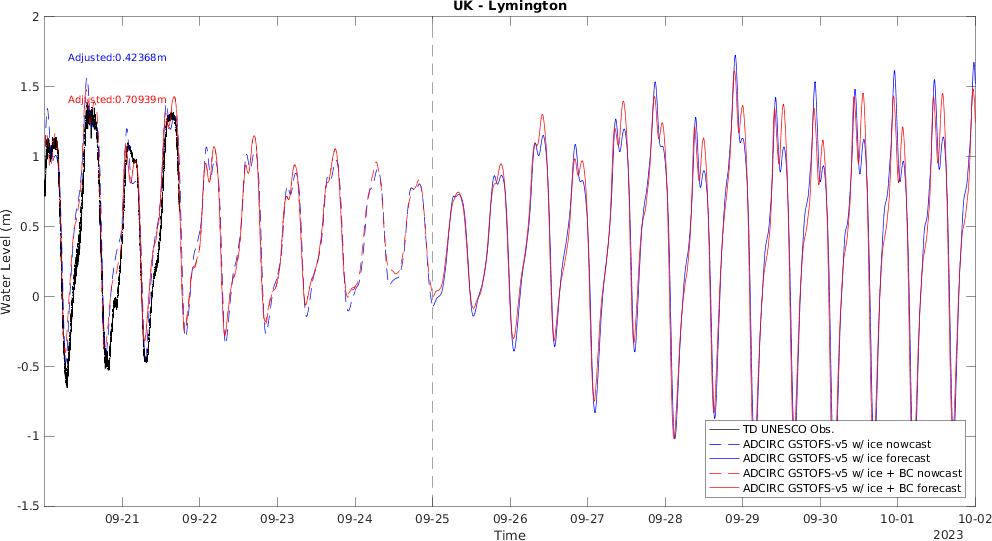 UK - Lymington
2
1.5
1
0.5
0
-0.5
-1
-1.5
Water Level (m)
Adjusted:0.42368m
Adjusted:0.70939m
TD UNESCO Obs.
ADCIRC GSTOFS-v5 w/ ice nowcast
ADCIRC GSTOFS-v5 w/ ice forecast
ADCIRC GSTOFS-v5 w/ ice + BC nowcast
ADCIRC GSTOFS-v5 w/ ice + BC forecast
09-21 09-22 09-23 09-24 09-25 09-26 09-27 09-28 09-29 09-30 10-01 10-02
Time
2023